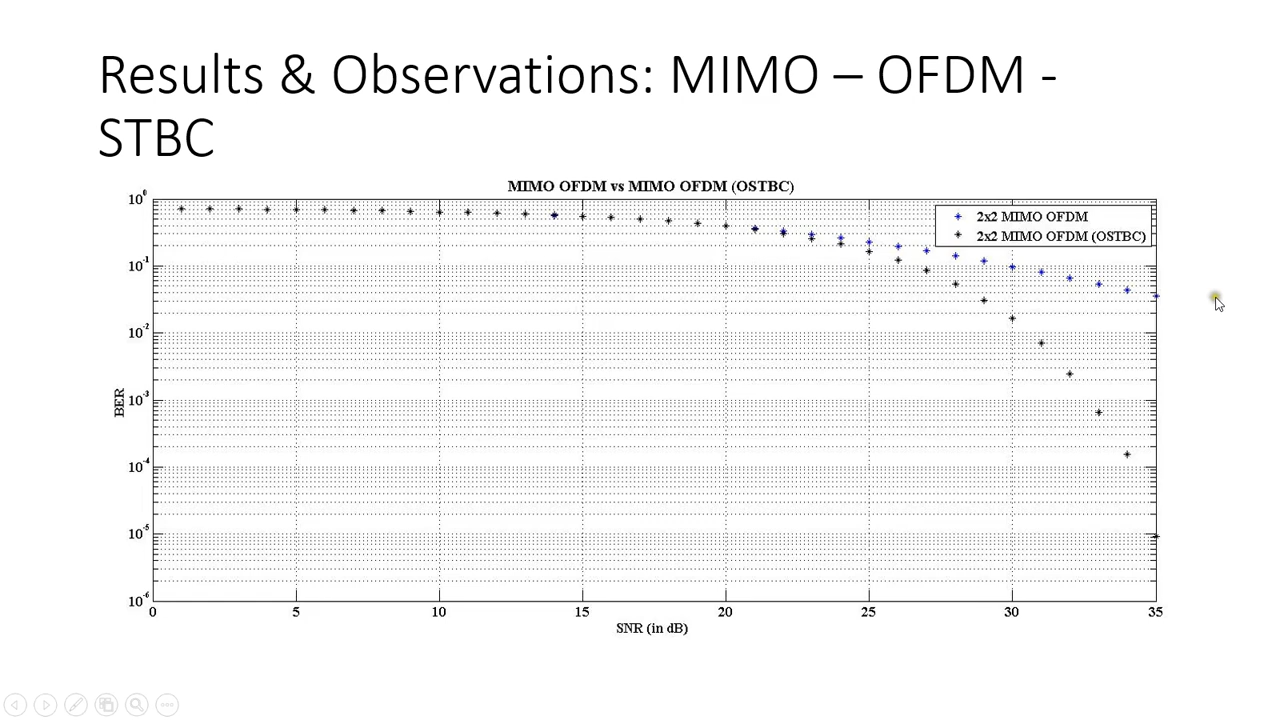 Results & Observations: MIMO – OFDM -
STBC
MIMO OFDM vs MIMO OFDM (OSTBC)
2x2 MIMO OFDM
2x2 MIMO OFDM (OSTBC)
BER
10^0
10^-1
10^-2
10^-3
10^-4
10^-5
10^-6
0 5 10 15 20 25 30 35
SNR (in dB)